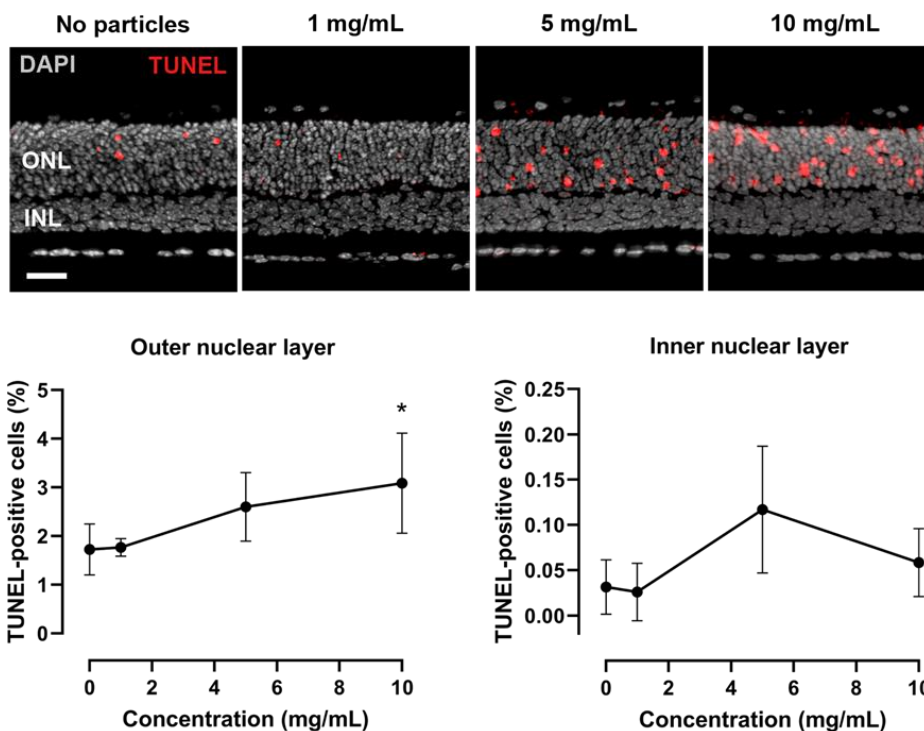 No particles 1 mg/mL 5 mg/mL 10 mg/mL
DAPI TUNEL
ONL
INL
Outer nuclear layer
TUNEL-positive cells (%)
5
4
3
2
1
0
*
0 2 4 6 8 10
Concentration (mg/mL)
Inner nuclear layer
TUNEL-positive cells (%)
0.25
0.20
0.15
0.10
0.05
0.00
0 2 4 6 8 10
Concentration (mg/mL)